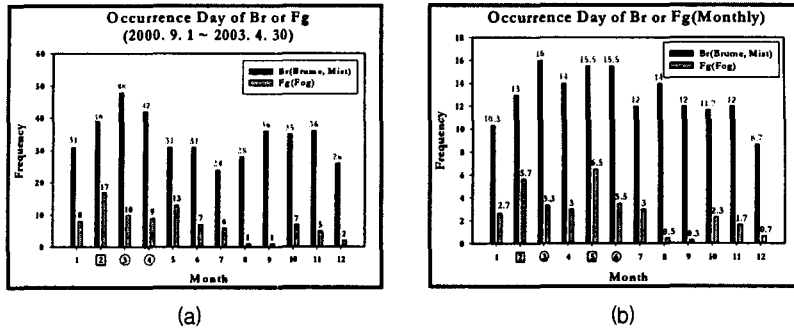 Occurrence Day of Br or Fg
(2000. 9. 1 ~ 2003. 4. 30)
60
50
40
30
20
10
0
Frequency
Br(Brume, Mist)
Fg(Fog)
31 39 48 42 31 31 24 28 36 35 36 26
8 17 10 9 13 7 6 1 1 7 5 2
1 2 3 4 5 6 7 8 9 10 11 12
Month
(a)
Occurrence Day of Br or Fg(Monthly)
18
16
14
12
10
8
6
4
2
0
Frequency
Br(Brume, Mist)
Fg(Fog)
10.3 13 16 14 15.5 15.5 12 14 12 11.7 12 8.7
2.7 5.7 3.3 3 6.5 3.5 3 0.5 0.3 2.3 1.7 0.7
1 2 3 4 5 6 7 8 9 10 11 12
Month
(b)